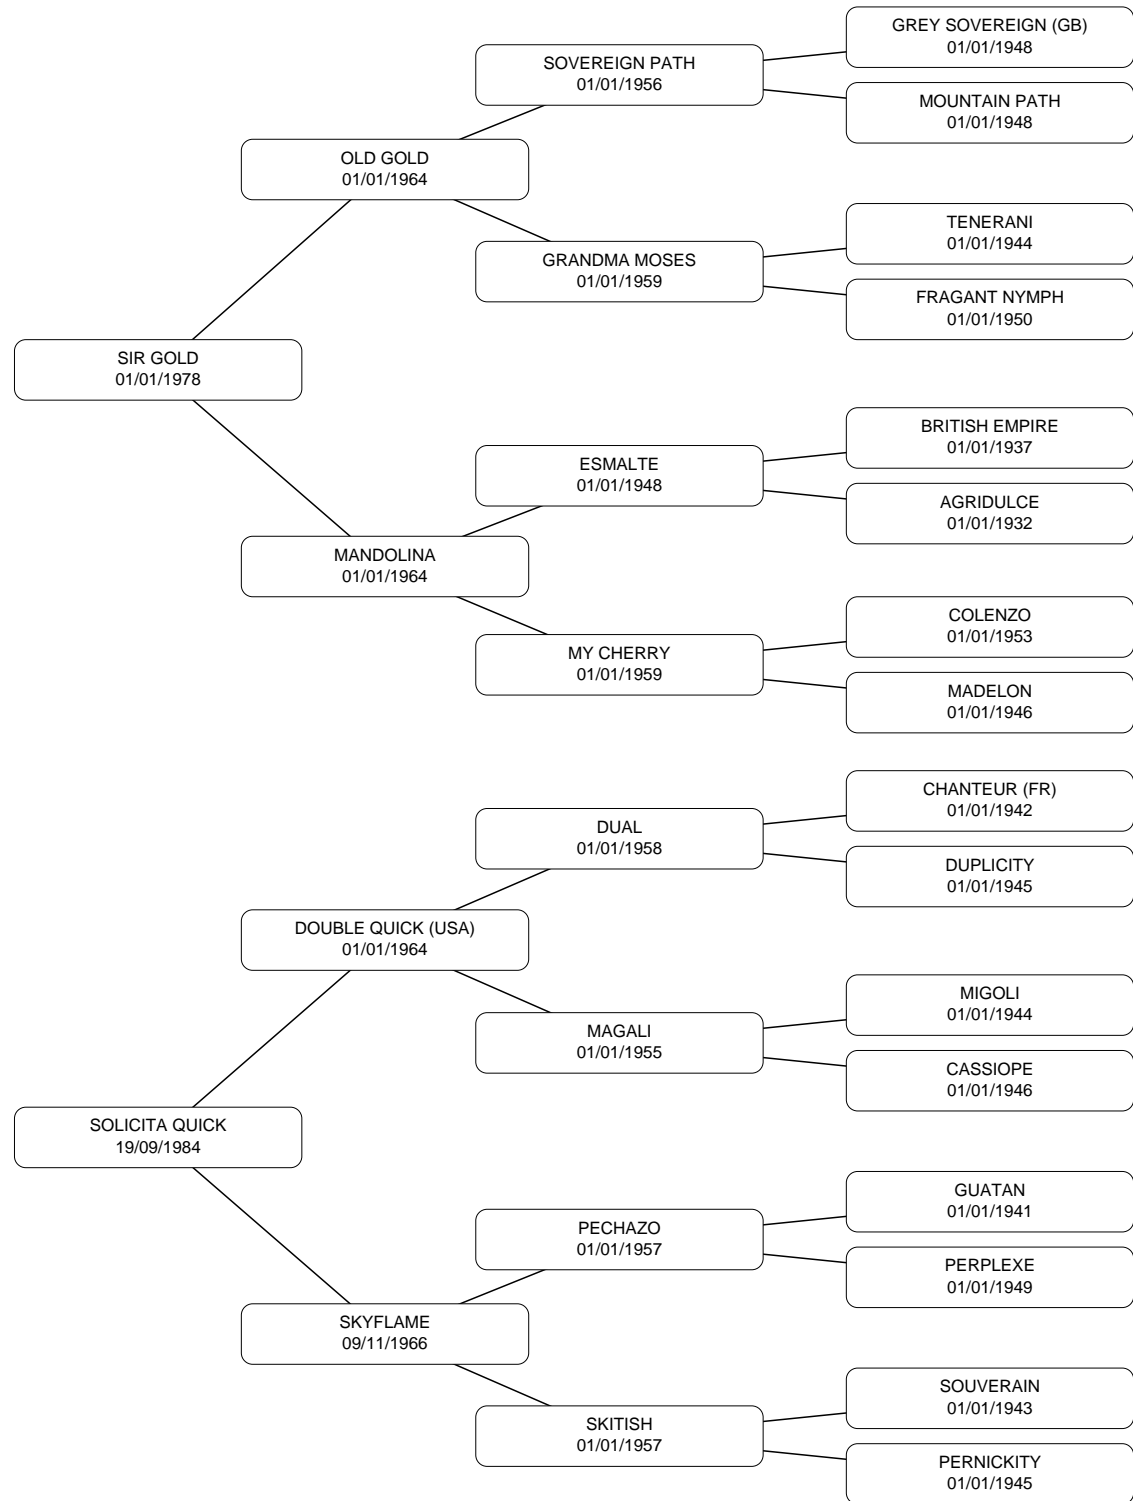 GREY SOVEREIGN (GB)
01/01/1948
SOVEREIGN PATH
01/01/1956
MOUNTAIN PATH
01/01/1948
OLD GOLD
01/01/1964
TENERANI
01/01/1944
GRANDMA MOSES
01/01/1959
FRAGANT NYMPH
01/01/1950
SIR GOLD
01/01/1978
BRITISH EMPIRE
01/01/1937
ESMALTE
01/01/1948
AGRIDULCE
01/01/1932
MANDOLINA
01/01/1964
COLENZO
01/01/1953
MY CHERRY
01/01/1959
MADELON
01/01/1946
CHANTEUR (FR)
01/01/1942
DUAL
01/01/1958
DUPLICITY
01/01/1945
DOUBLE QUICK (USA)
01/01/1964
MIGOLI
01/01/1944
MAGALI
01/01/1955
CASSIOPE
01/01/1946
SOLICITA QUICK
19/09/1984
GUATAN
01/01/1941
PECHAZO
01/01/1957
PERPLEXE
01/01/1949
SKYFLAME
09/11/1966
SOUVERAIN
01/01/1943
SKITISH
01/01/1957
PERNICKITY
01/01/1945